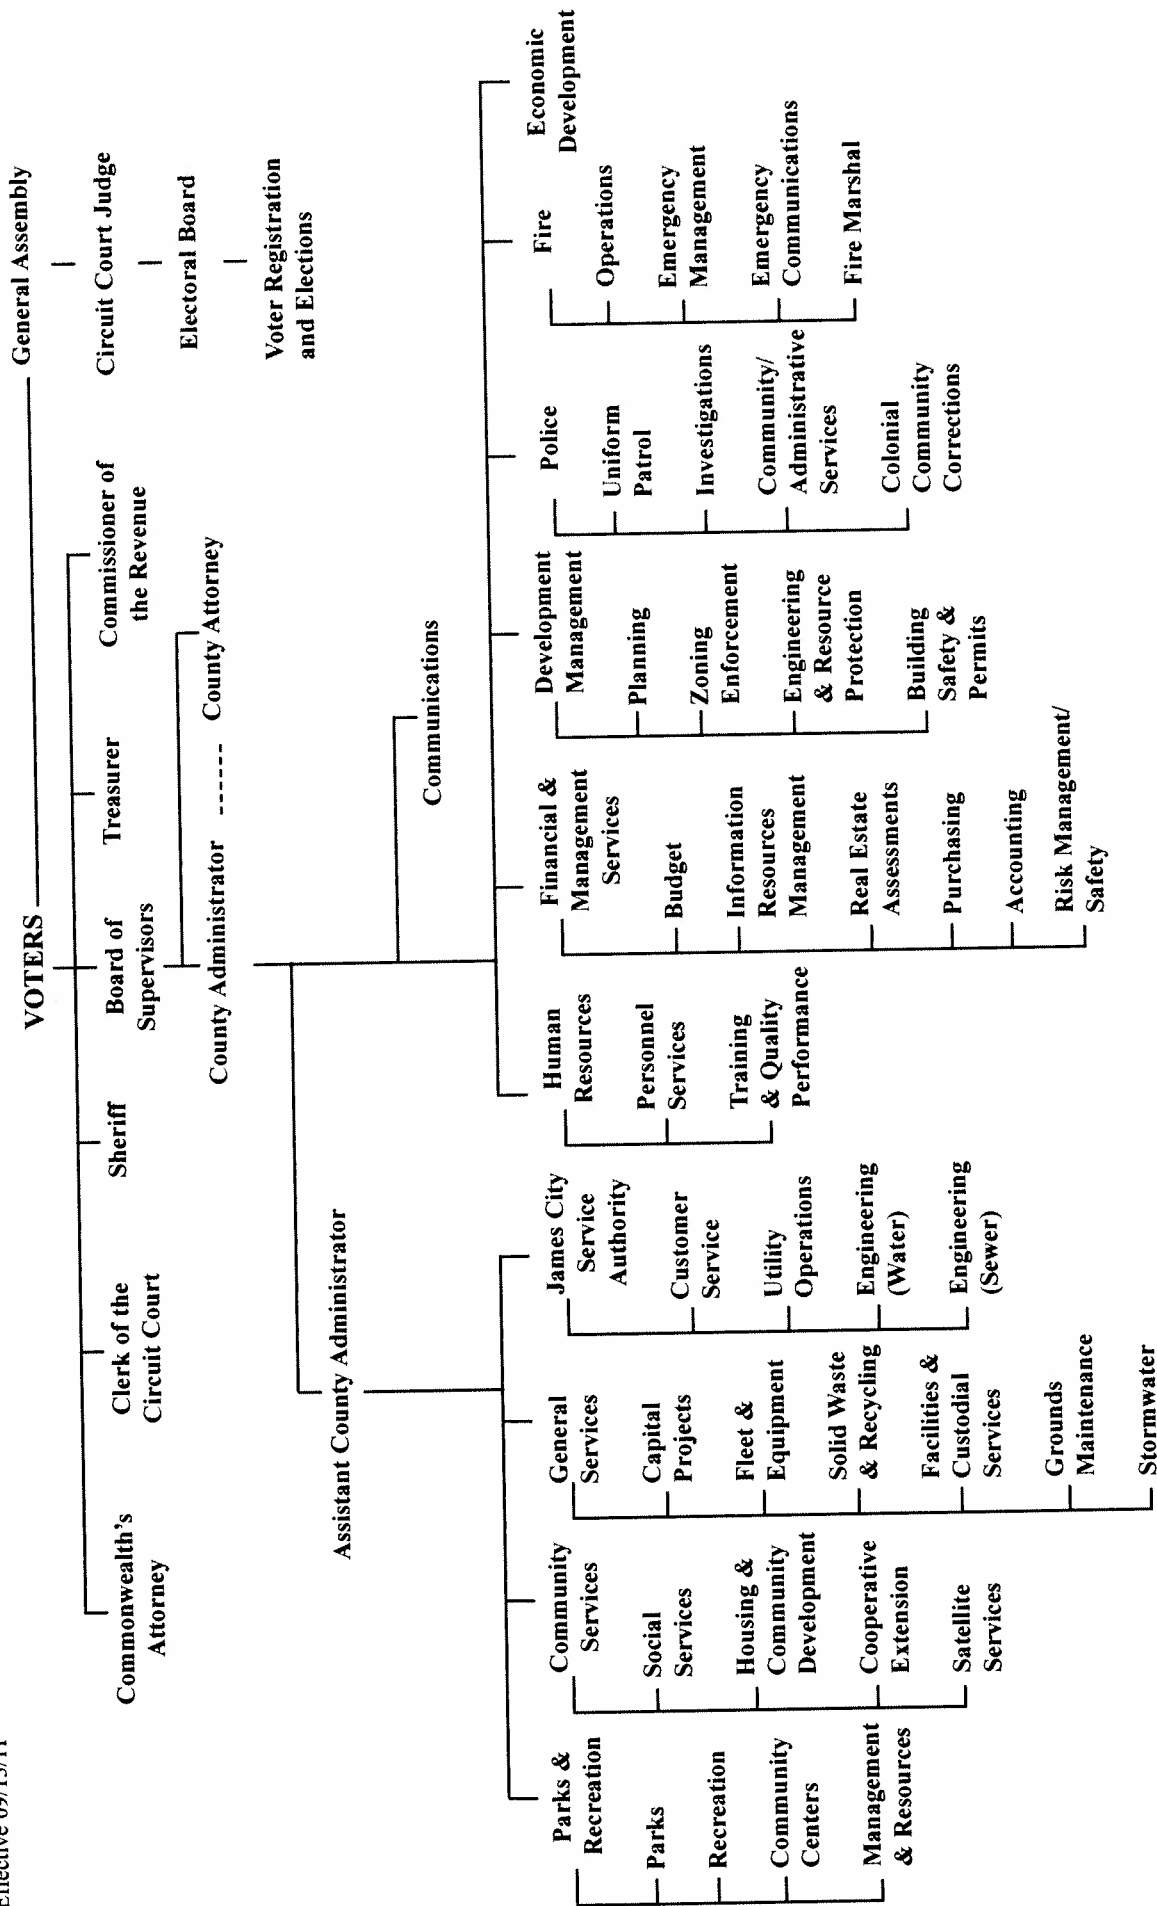 Effective 09/15/11
VOTERS
General Assembly
Circuit Court Judge
Electoral Board
Voter Registration
and Elections
Commonwealth's
Attorney
Clerk of the
Circuit Court
Sheriff
Board of
Supervisors
Treasurer
Commissioner of
the Revenue
County Administrator ------ County Attorney
Assistant County Administrator
Communications
Parks &
Recreation
Parks
Recreation
Community
Centers
Management
& Resources
Community
Services
Social
Services
Housing &
Community
Development
Cooperative
Extension
Satellite
Services
General
Services
Capital
Projects
Fleet &
Equipment
Solid Waste
& Recycling
Facilities &
Custodial
Services
Grounds
Maintenance
Stormwater
James City
Service
Authority
Customer
Service
Utility
Operations
Engineering
(Water)
Engineering
(Sewer)
Human
Resources
Personnel
Services
Training
& Quality
Performance
Financial &
Management
Services
Budget
Information
Resources
Management
Real Estate
Assessments
Purchasing
Accounting
Risk Management/
Safety
Development
Management
Planning
Zoning
Enforcement
Engineering
& Resource
Protection
Building
Safety &
Permits
Police
Uniform
Patrol
Investigations
Community/
Administrative
Services
Colonial
Community
Corrections
Fire
Operations
Emergency
Management
Emergency
Communications
Fire Marshal
Economic
Development